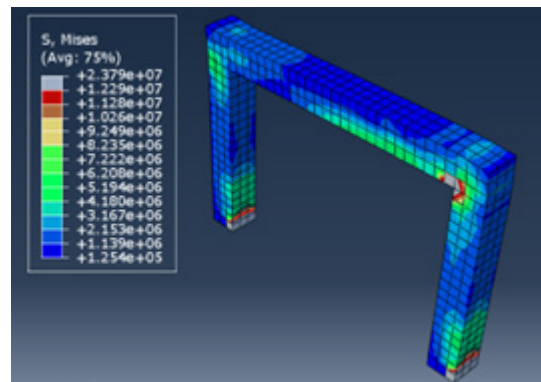 S, Mises
(Avg: 75%)
+2.379e+07
+1.229e+07
+1.128e+07
+1.026e+07
+9.249e+06
+8.235e+06
+7.222e+06
+6.208e+06
+5.194e+06
+4.180e+06
+3.167e+06
+2.153e+06
+1.139e+06
+1.254e+05